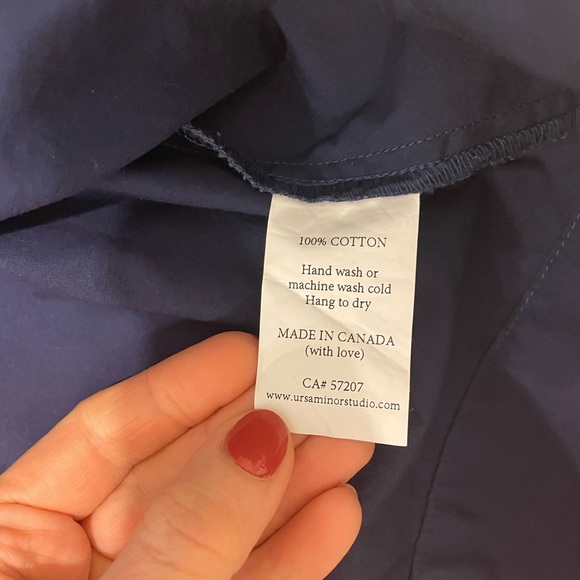 100% COTTON
Hand wash or
machine wash cold
Hang to dry
MADE IN CANADA
(with love)
CA# 57207
www.ursaminorstudio.com